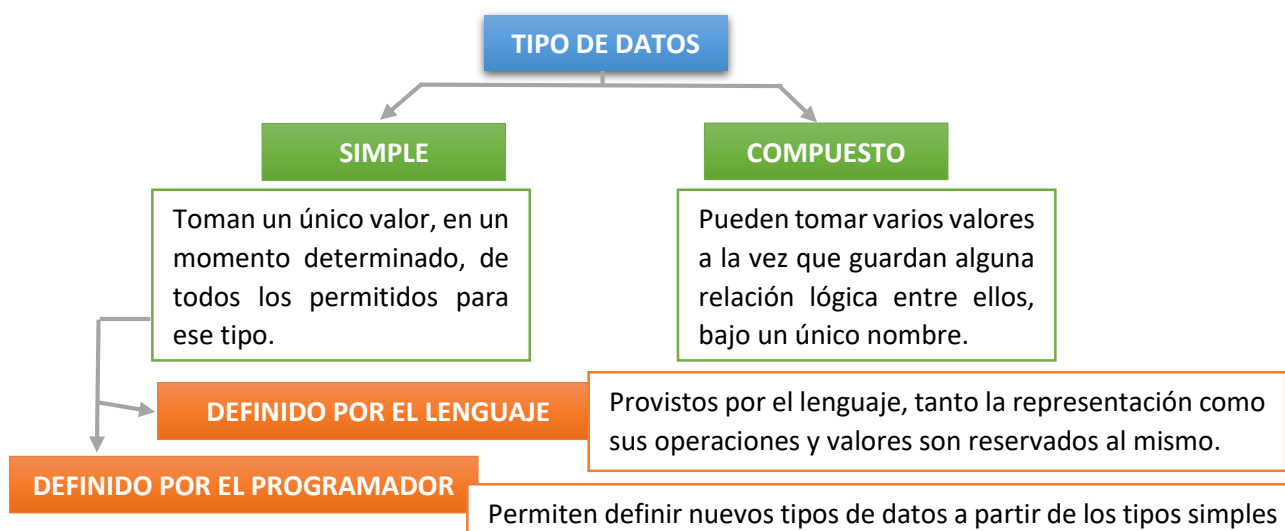 TIPO DE DATOS
SIMPLE
COMPUESTO
Toman un único valor, en un
momento determinado, de
todos los permitidos para
ese tipo.
Pueden tomar varios valores
a la vez que guardan alguna
relación lógica entre ellos,
bajo un único nombre.
DEFINIDO POR EL LENGUAJE
Provistos por el lenguaje, tanto la representación como
sus operaciones y valores son reservados al mismo.
DEFINIDO POR EL PROGRAMADOR
Permiten definir nuevos tipos de datos a partir de los tipos simples